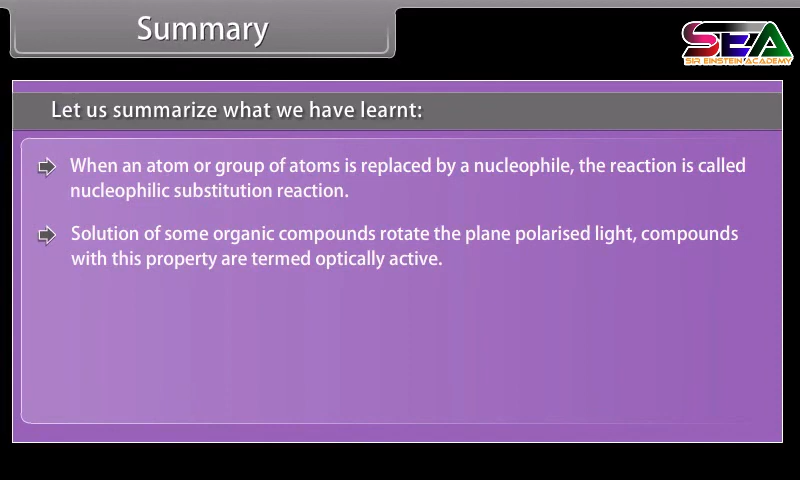 Summary
SEA
SIR EINSTEIN ACADEMY
Let us summarize what we have learnt:
When an atom or group of atoms is replaced by a nucleophile, the reaction is called
nucleophilic substitution reaction.
Solution of some organic compounds rotate the plane polarised light, compounds
with this property are termed optically active.